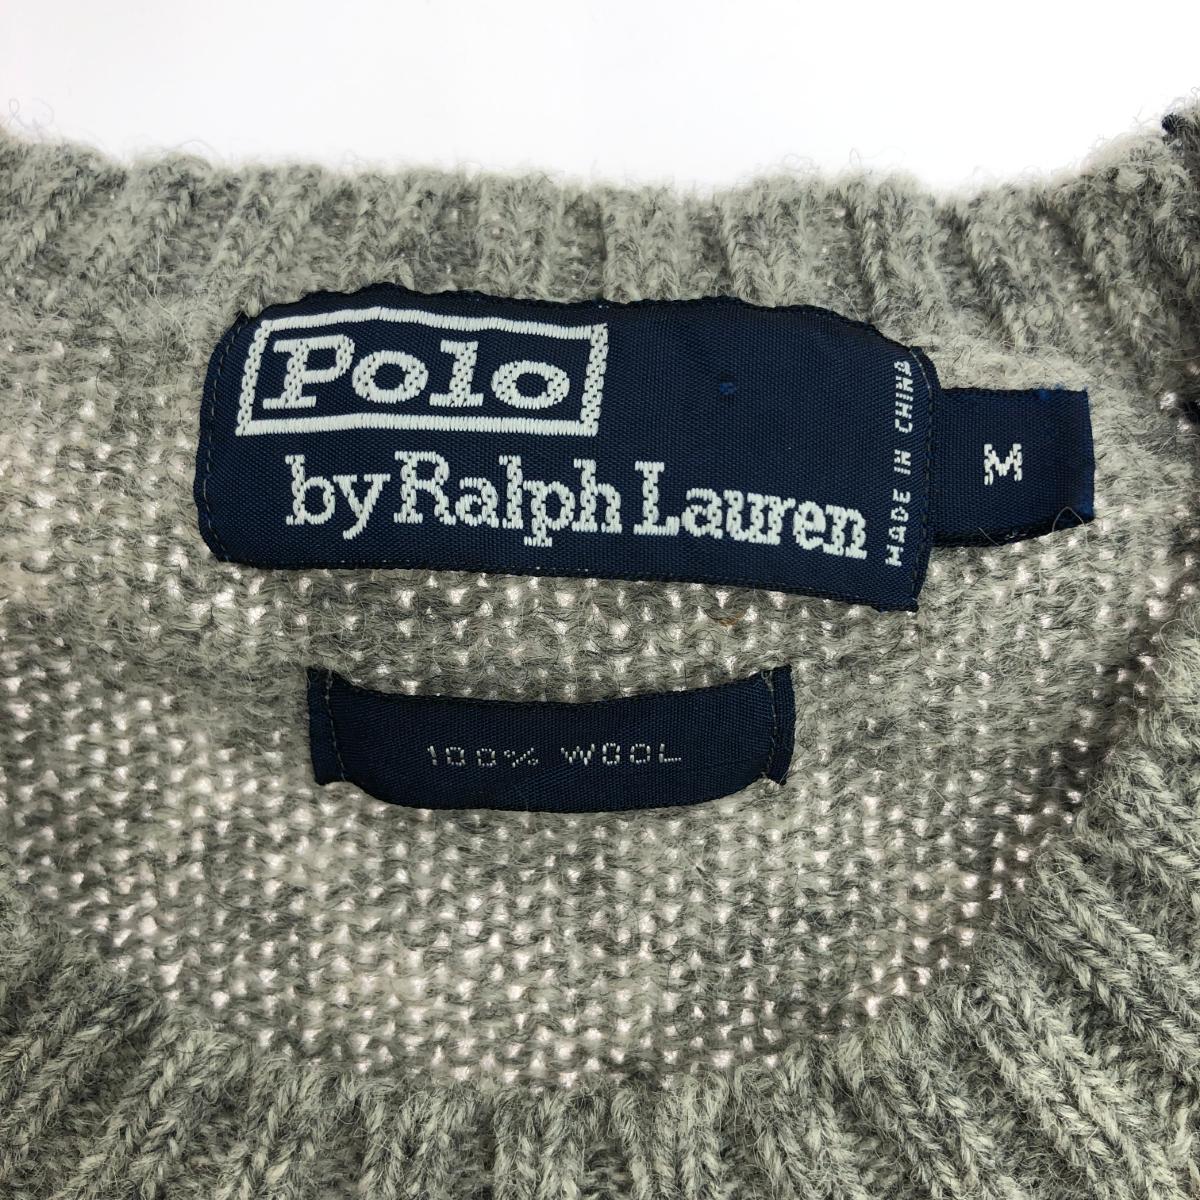 Polo
by Ralph Lauren
MADE IN CHINA
M
100% WOOL